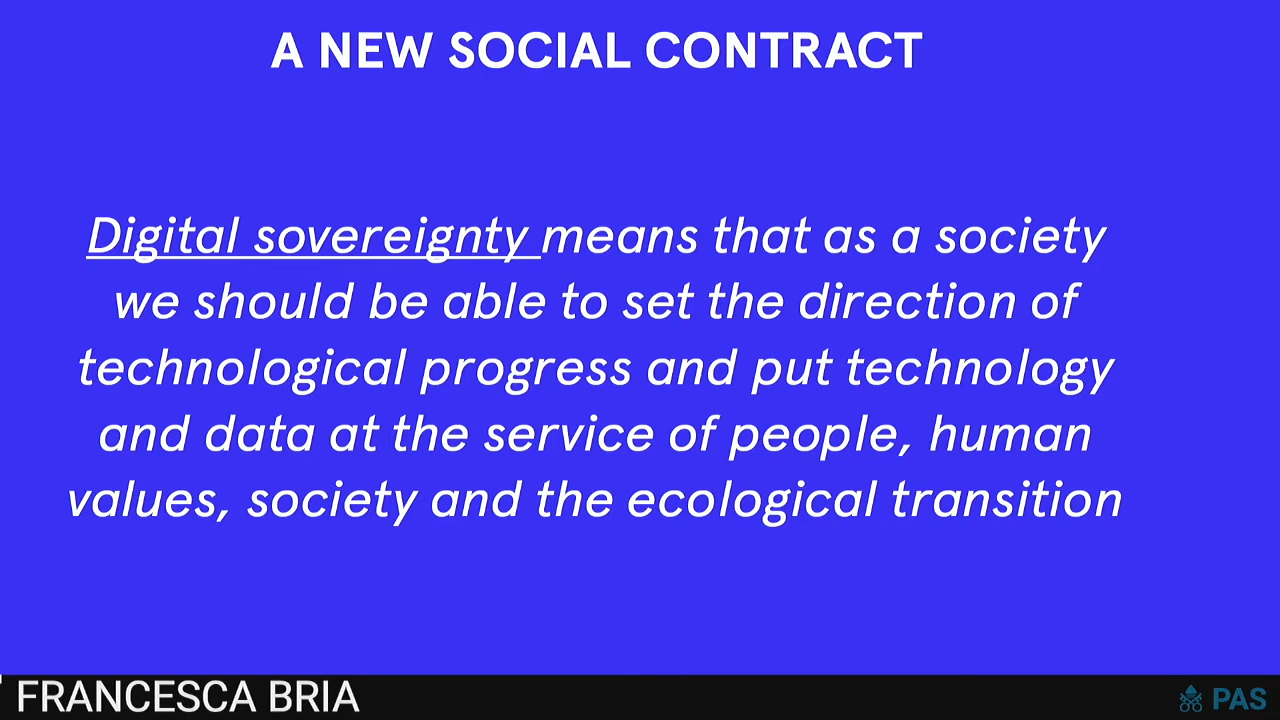 A NEW SOCIAL CONTRACT
Digital sovereignty means that as a society
we should be able to set the direction of
technological progress and put technology
and data at the service of people, human
values, society and the ecological transition
FRANCESCA BRIA
PAS